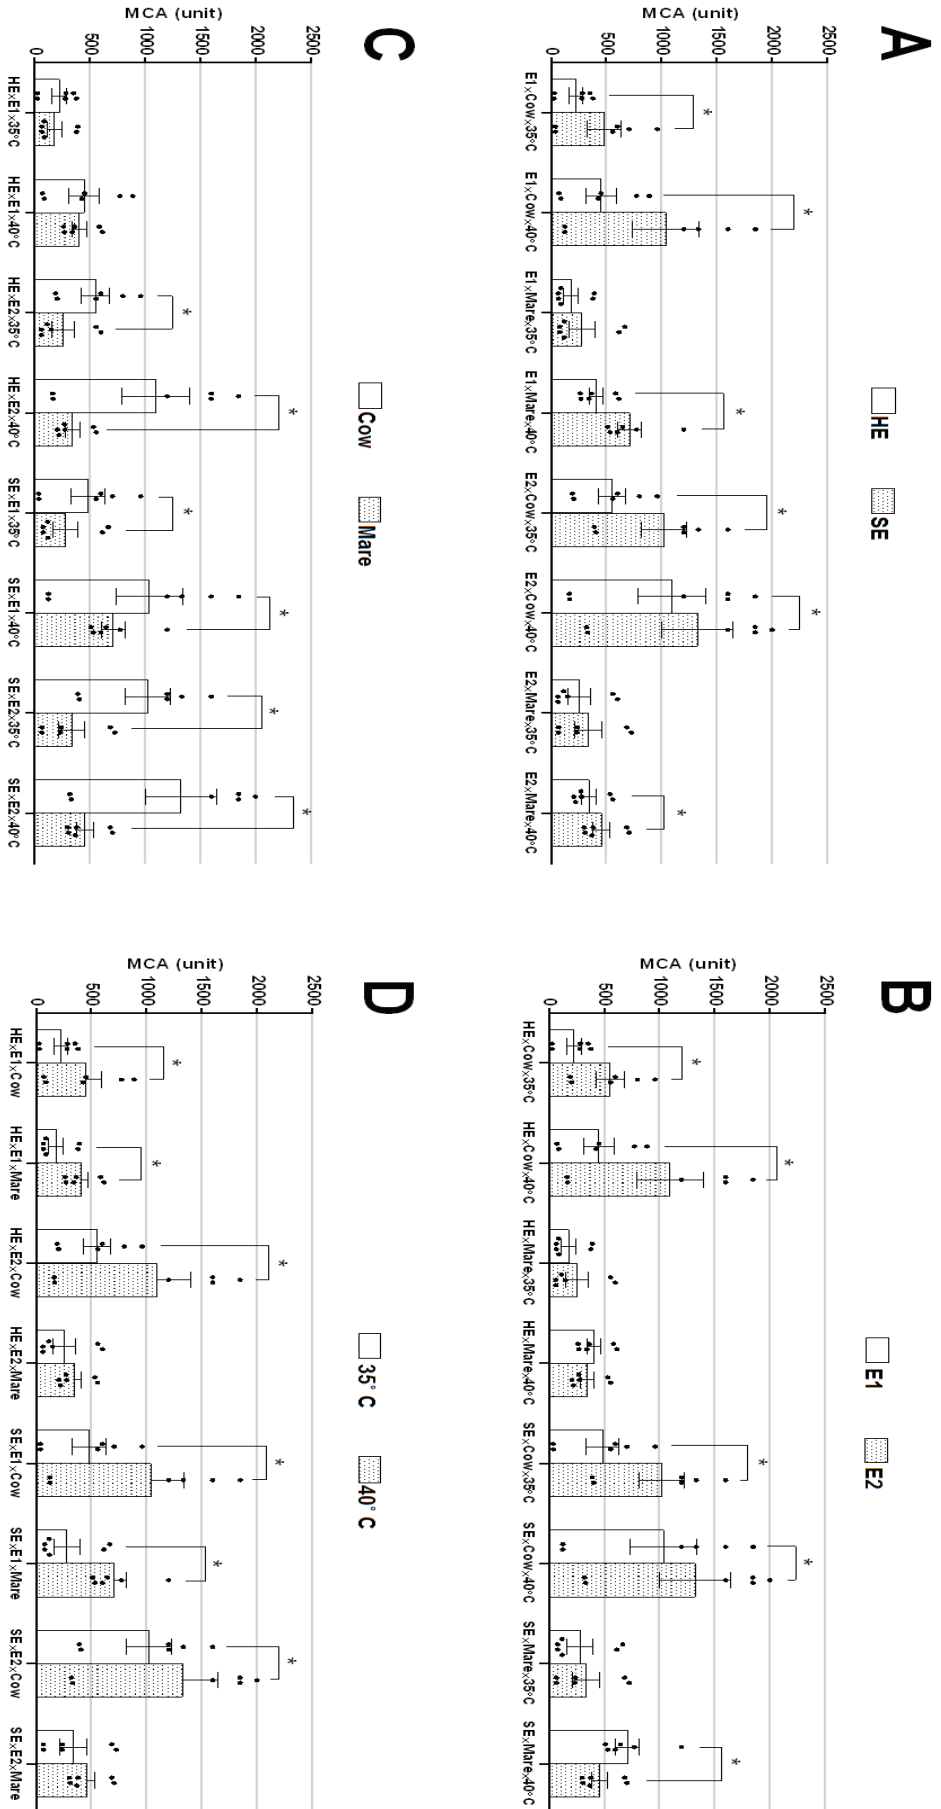 A
HE
SE
MCA (unit)
2500
2000
1500
1000
500
0
*
*
*
*
*
*
E1×Cow×35°C
E1×Cow×40°C
E1×Mare×35°C
E1×Mare×40°C
E2×Cow×35°C
E2×Cow×40°C
E2×Mare×35°C
E2×Mare×40°C
B
E1
E2
MCA (unit)
2500
2000
1500
1000
500
0
*
*
*
*
*
HE×Cow×35°C
HE×Cow×40°C
HE×Mare×35°C
HE×Mare×40°C
SE×Cow×35°C
SE×Cow×40°C
SE×Mare×35°C
SE×Mare×40°C
C
Cow
Mare
MCA (unit)
2500
2000
1500
1000
500
0
*
*
*
*
*
*
HE×E1×35°C
HE×E1×40°C
HE×E2×35°C
HE×E2×40°C
SE×E1×35°C
SE×E1×40°C
SE×E2×35°C
SE×E2×40°C
D
35°C
40°C
MCA (unit)
2500
2000
1500
1000
500
0
*
*
*
*
*
*
HE×E1×Cow
HE×E1×Mare
HE×E2×Cow
HE×E2×Mare
SE×E1×Cow
SE×E1×Mare
SE×E2×Cow
SE×E2×Mare